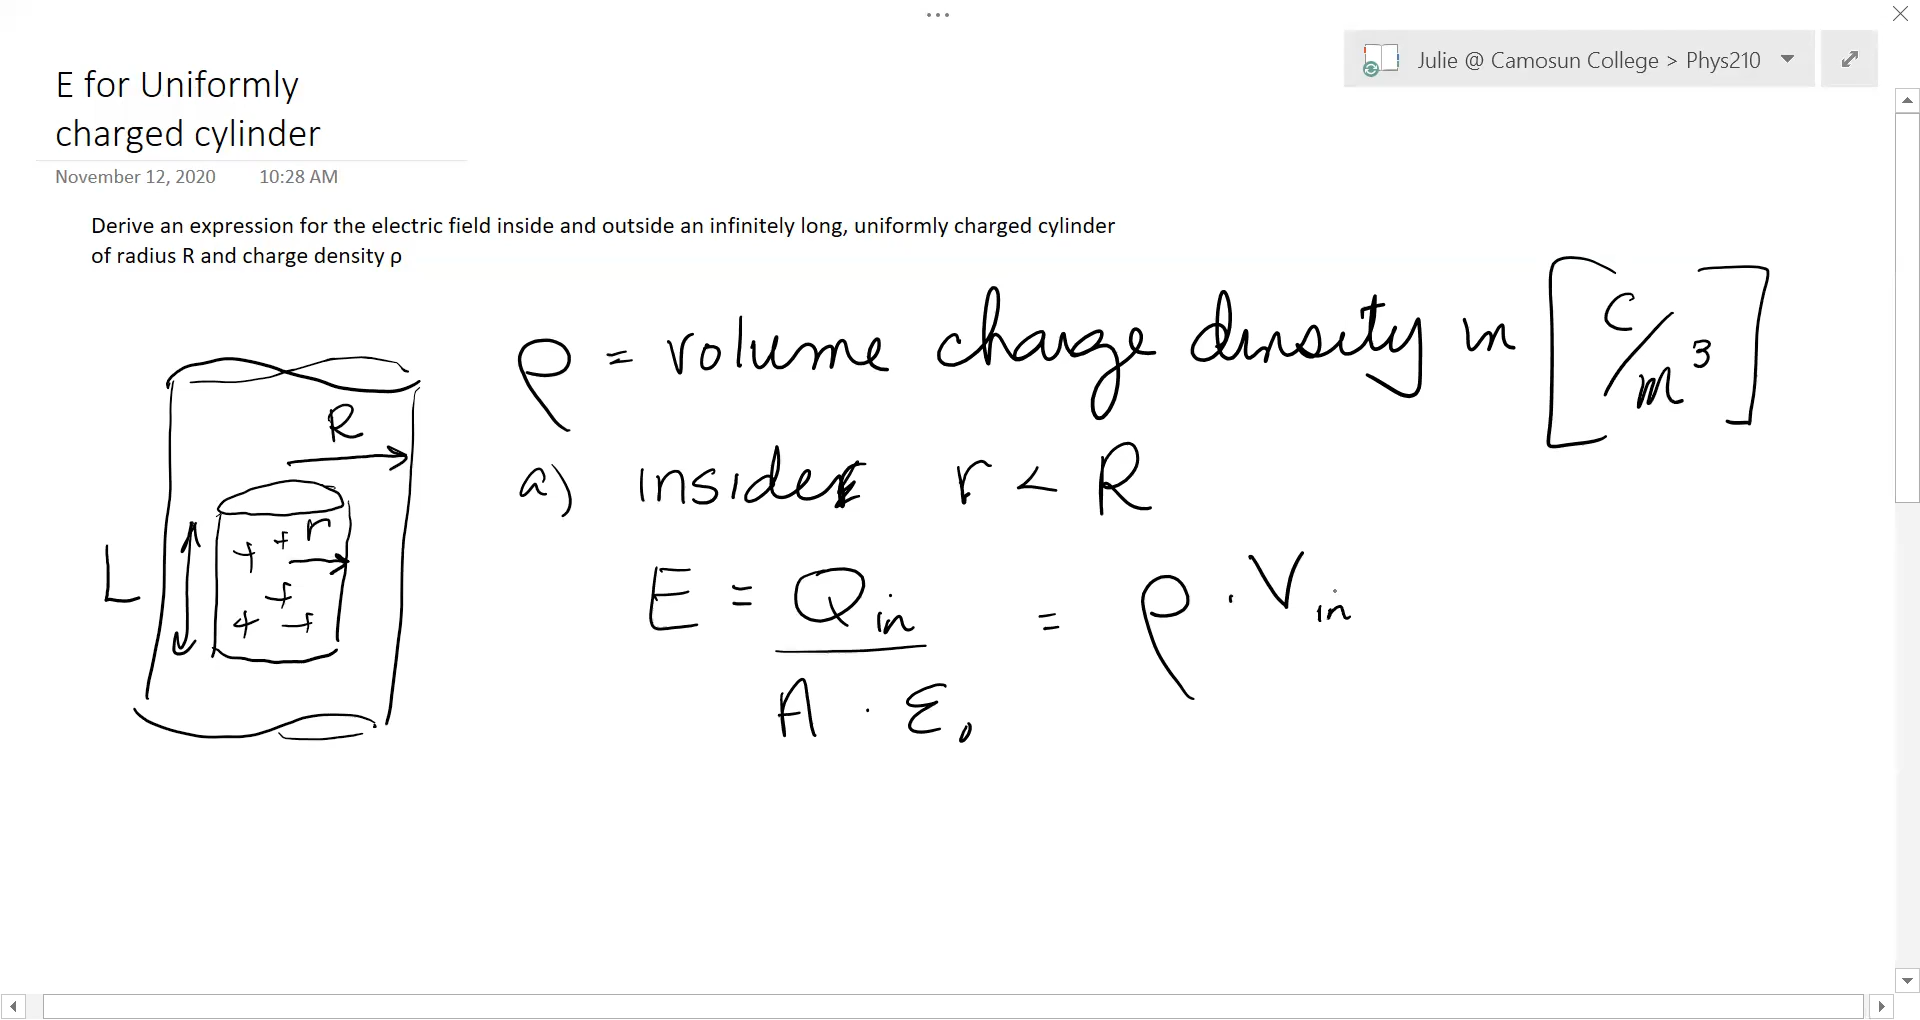 ...
Julie @ Camosun College > Phys210
E for Uniformly
charged cylinder
November 12, 2020 10:28 AM
Derive an expression for the electric field inside and outside an infinitely long, uniformly charged cylinder
of radius R and charge density ρ
ρ = volume charge density in [C/m³]
R
a) inside r < R
r
+ +
+
+ +
L
E = Q_in / A · ε₀ = ρ · V_in